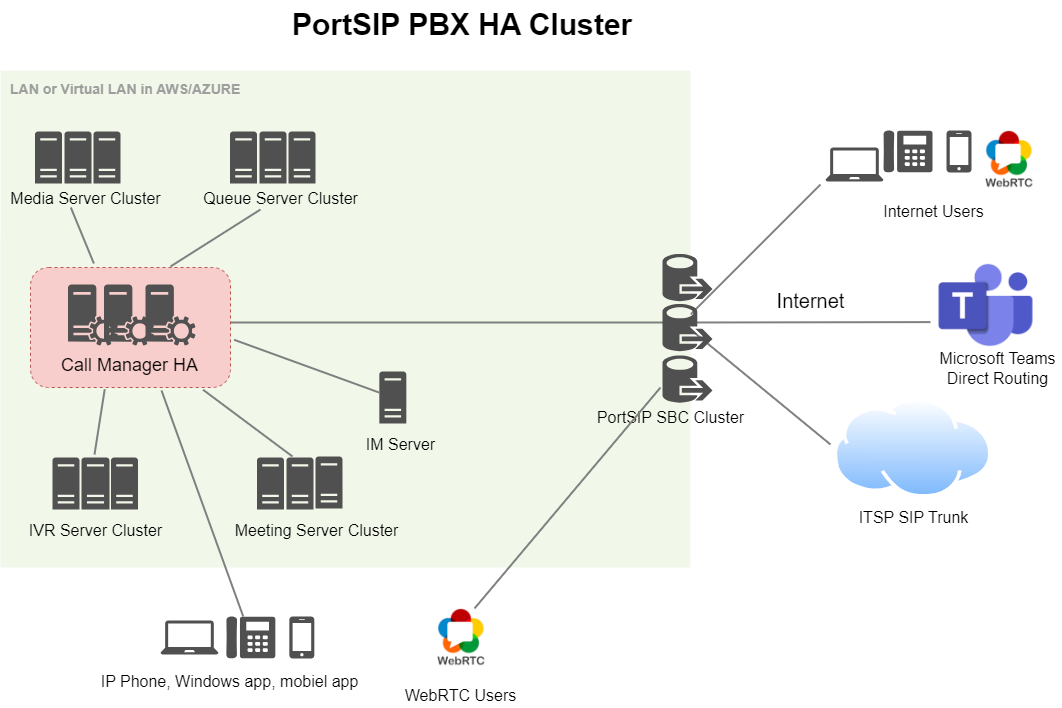 PortSIP PBX HA Cluster
LAN or Virtual LAN in AWS/AZURE
Media Server Cluster
Queue Server Cluster
WebRTC
Internet Users
Internet
T
Call Manager HA
Microsoft Teams
Direct Routing
PortSIP SBC Cluster
IM Server
ITSP SIP Trunk
IVR Server Cluster
Meeting Server Cluster
WebRTC
IP Phone, Windows app, mobiel app
WebRTC Users